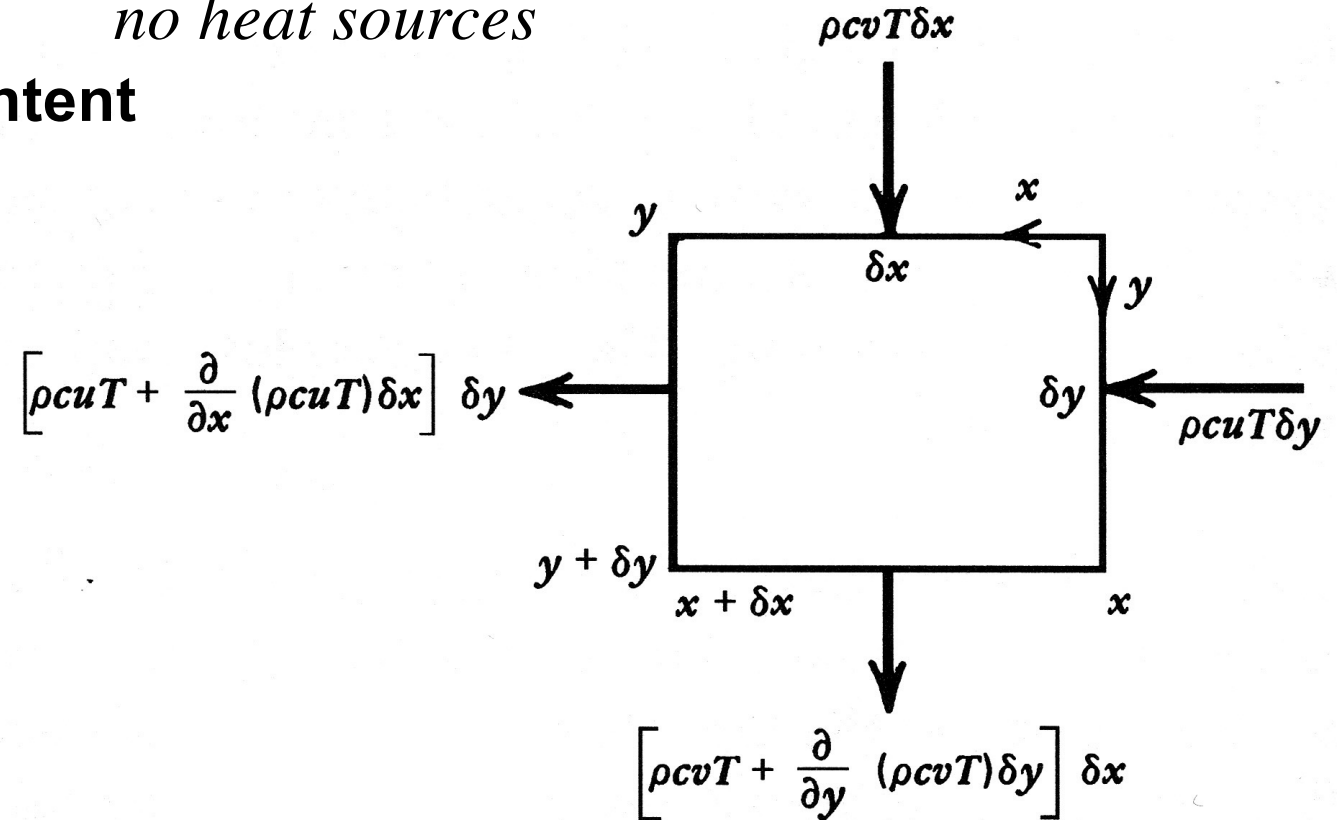 no heat sources
ntent
ρcvTδx
x
y
δx
y
[ρcuT + ∂/∂x (ρcuT)δx] δy
δy
ρcuTδy
y + δy
x + δx
x
[ρcvT + ∂/∂y (ρcvT)δy] δx